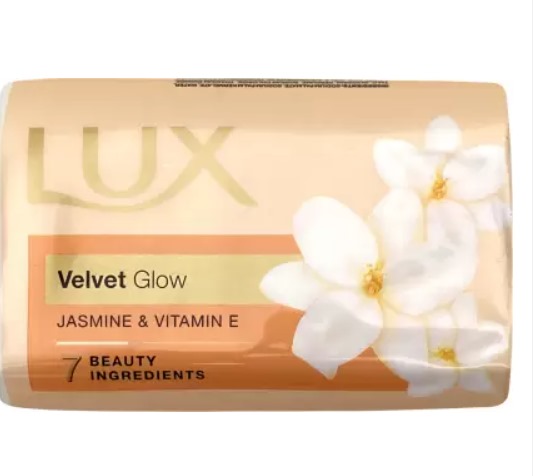 LUX
Velvet Glow
JASMINE & VITAMIN E
7 BEAUTY
INGREDIENTS